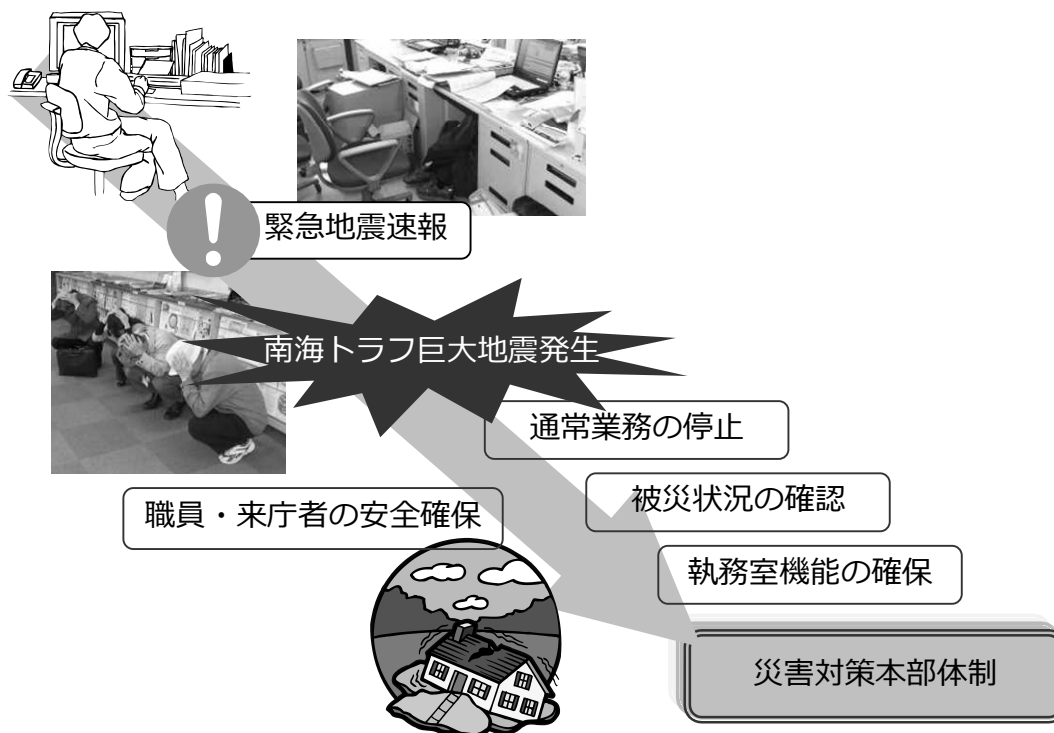 緊急地震速報
南海トラフ巨大地震発生
通常業務の停止
被災状況の確認
職員・来庁者の安全確保
執務室機能の確保
災害対策本部体制